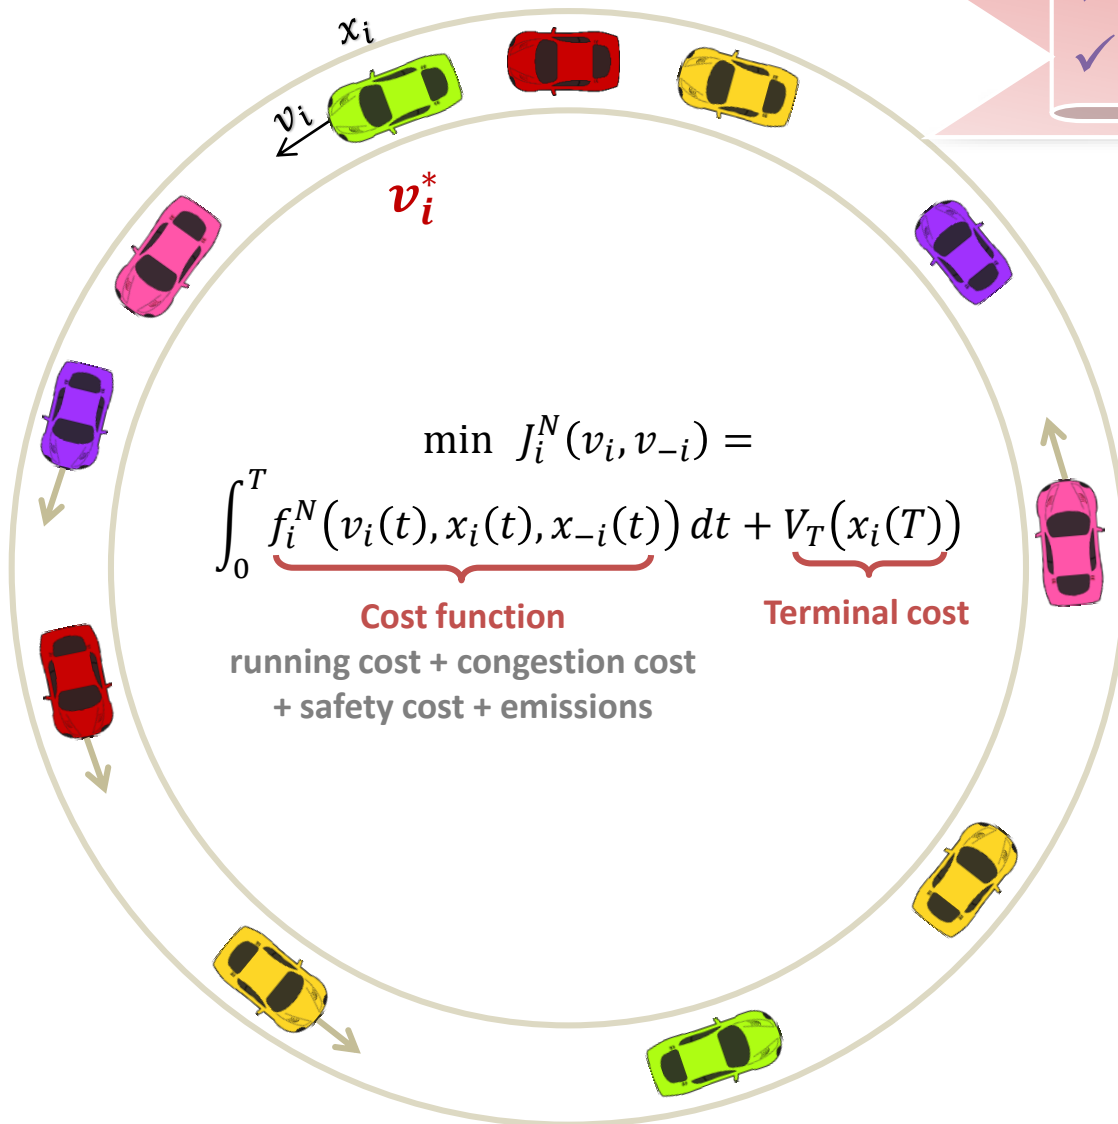 x_i
v_i
v_i^*
min J_i^N(v_i, v_{-i}) =
∫_0^T f_i^N(v_i(t), x_i(t), x_{-i}(t)) dt + V_T(x_i(T))
Cost function
Terminal cost
running cost + congestion cost
+ safety cost + emissions